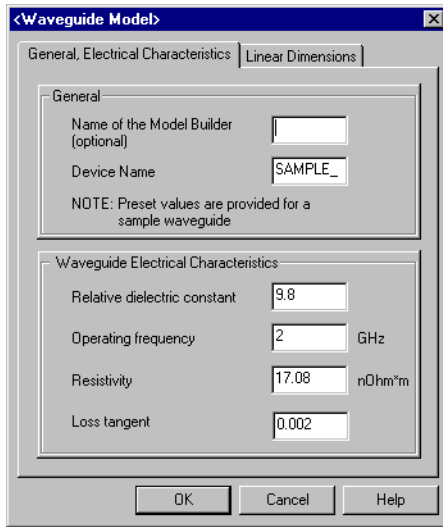 <Waveguide Model>
General, Electrical Characteristics
Linear Dimensions
General
Name of the Model Builder
(optional)
Device Name
SAMPLE_
NOTE: Preset values are provided for a
sample waveguide
Waveguide Electrical Characteristics
Relative dielectric constant
9.8
Operating frequency
2
GHz
Resistivity
17.08
nOhm*m
Loss tangent
0.002
OK
Cancel
Help